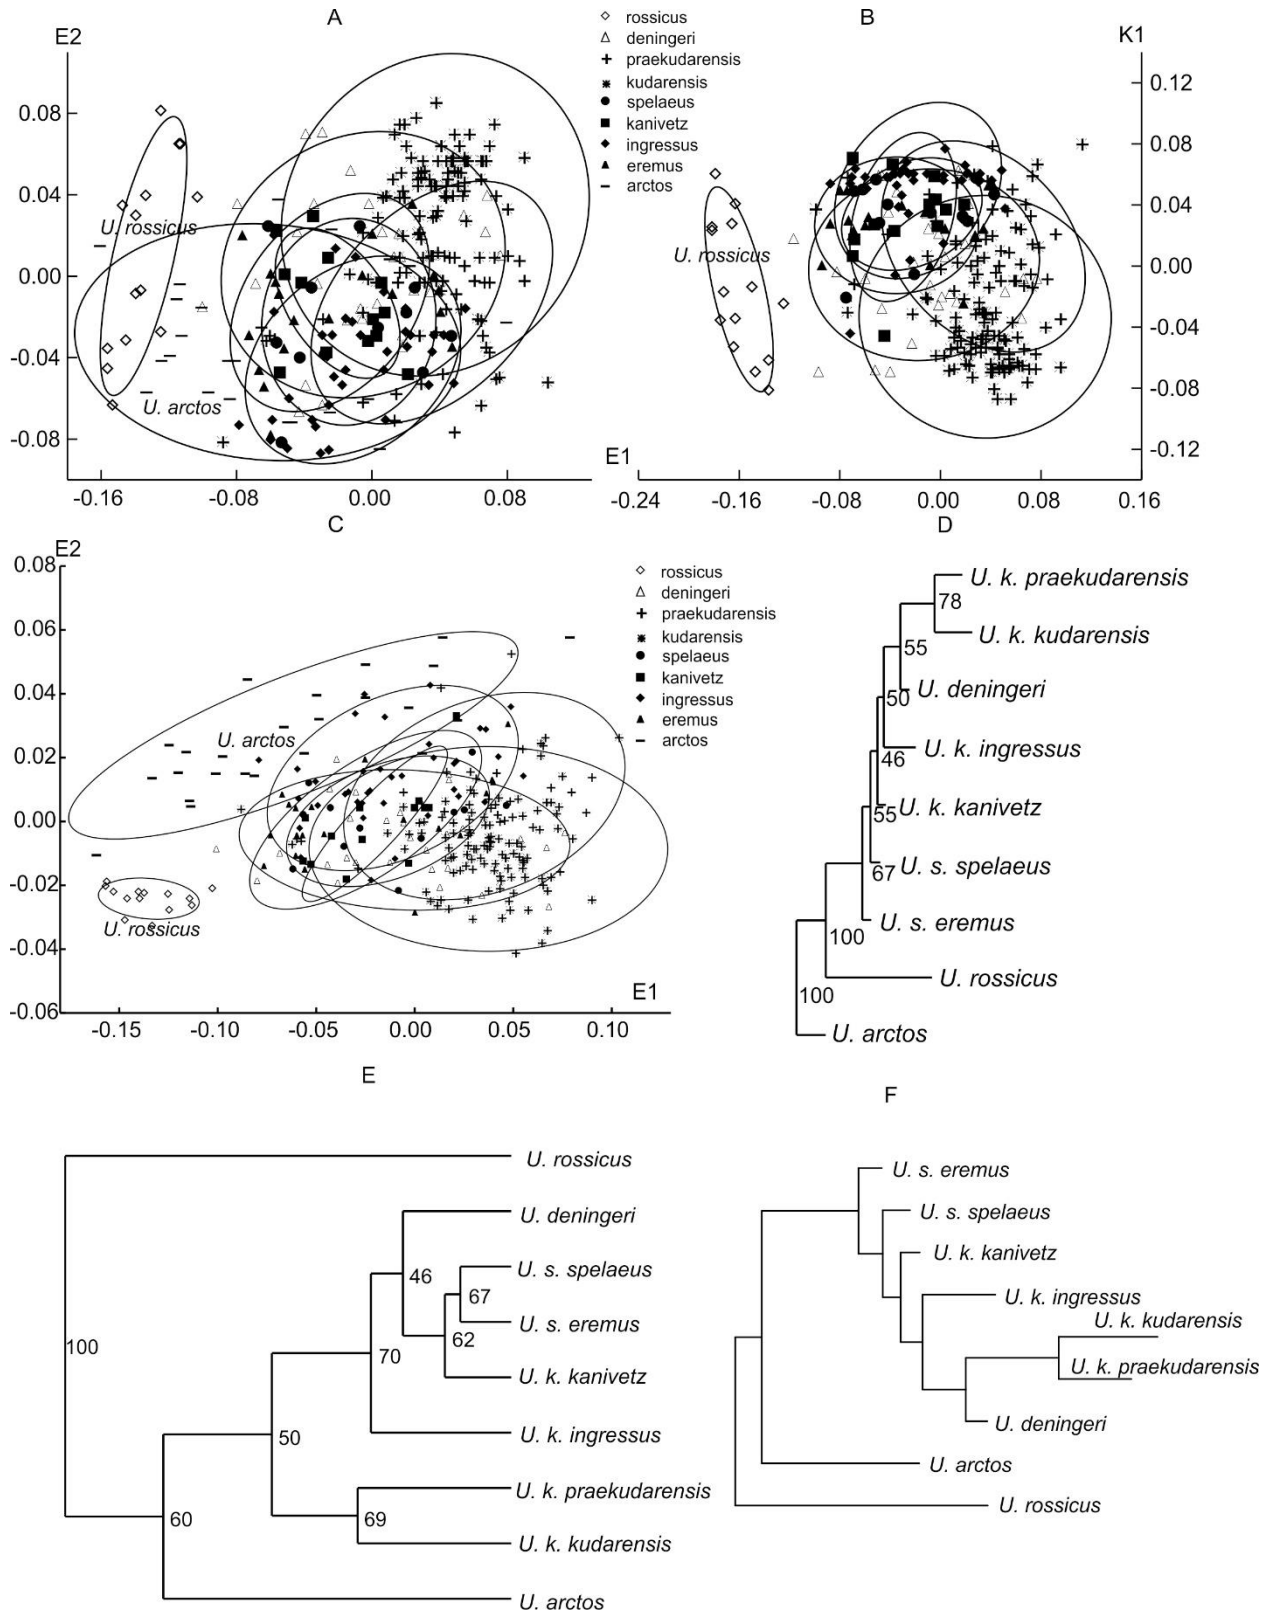 A
B
E2
K1
rossicus
deningeri
praekudarensis
kudarensis
spelaeus
kanivetz
ingressus
eremus
arctos
0.08
0.04
0.00
-0.04
-0.08
U. rossicus
U. arctos
E1
-0.16
-0.08
0.00
0.08
U. rossicus
0.12
0.08
0.04
0.00
-0.04
-0.08
-0.12
-0.24
-0.16
-0.08
0.00
0.08
0.16
C
D
E2
0.08
0.06
0.04
0.02
0.00
-0.02
-0.04
-0.06
rossicus
deningeri
praekudarensis
kudarensis
spelaeus
kanivetz
ingressus
eremus
arctos
U. arctos
U. rossicus
E1
-0.15
-0.10
-0.05
0.00
0.05
0.10
U. k. praekudarensis
78
U. k. kudarensis
55
U. deningeri
50
U. k. ingressus
46
U. k. kanivetz
55
U. s. spelaeus
67
U. s. eremus
100
U. rossicus
100
U. arctos
E
F
U. rossicus
U. deningeri
46
U. s. spelaeus
67
U. s. eremus
62
70
U. k. kanivetz
U. k. ingressus
100
50
U. k. praekudarensis
69
60
U. k. kudarensis
U. arctos
U. s. eremus
U. s. spelaeus
U. k. kanivetz
U. k. ingressus
U. k. kudarensis
U. k. praekudarensis
U. deningeri
U. arctos
U. rossicus